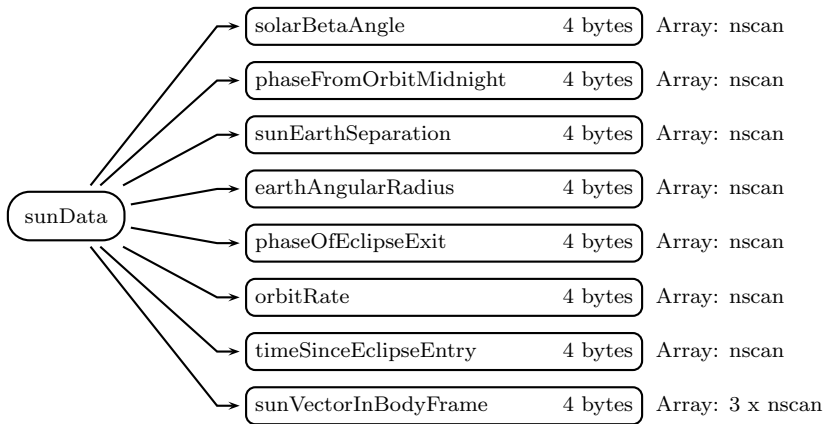 solarBetaAngle 4 bytes Array: nscan
phaseFromOrbitMidnight 4 bytes Array: nscan
sunEarthSeparation 4 bytes Array: nscan
earthAngularRadius 4 bytes Array: nscan
sunData
phaseOfEclipseExit 4 bytes Array: nscan
orbitRate 4 bytes Array: nscan
timeSinceEclipseEntry 4 bytes Array: nscan
sunVectorInBodyFrame 4 bytes Array: 3 x nscan